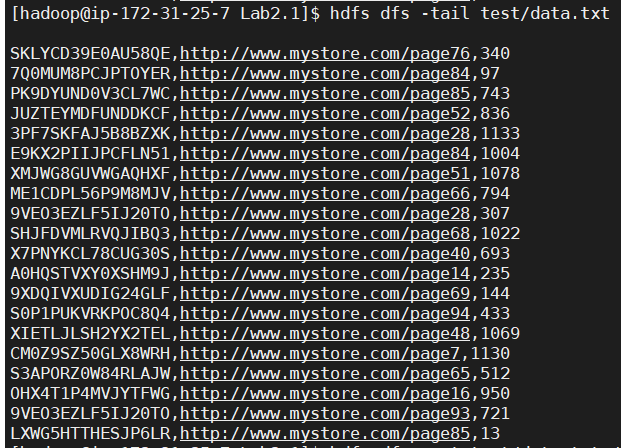 [hadoop@ip-172-31-25-7 Lab2.1]$ hdfs dfs -tail test/data.txt
SKLYCD39E0AU58QE,http://www.mystore.com/page76,340
7Q0MUM8PCJPTOYER,http://www.mystore.com/page84,97
PK9DYUND0V3CL7WC,http://www.mystore.com/page85,743
JUZTEYMDFUNDDKCF,http://www.mystore.com/page52,836
3PF7SKFAJ5B8BZXK,http://www.mystore.com/page28,1133
E9KX2PIIJPCFLN51,http://www.mystore.com/page84,1004
XMJWG8GUVWGAQHXF,http://www.mystore.com/page51,1078
ME1CDPL56P9M8MJV,http://www.mystore.com/page66,794
9VEO3EZLF5IJ20TO,http://www.mystore.com/page28,307
SHJFDVMLRVQJIBQ3,http://www.mystore.com/page68,1022
X7PNYKCL78CUG30S,http://www.mystore.com/page40,693
A0HQSTVXY0XSHM9J,http://www.mystore.com/page14,235
9XDQIVXUDIG24GLF,http://www.mystore.com/page69,144
S0P1PUKVRKPOC8Q4,http://www.mystore.com/page94,433
XIETLJLSH2YX2TEL,http://www.mystore.com/page48,1069
CM0Z9SZ50GLX8WRH,http://www.mystore.com/page7,1130
S3APORZ0W84RLAJW,http://www.mystore.com/page65,512
OHX4T1P4MVJYTFWG,http://www.mystore.com/page16,950
9VEO3EZLF5IJ20TO,http://www.mystore.com/page93,721
LXWG5HTTHESJP6LR,http://www.mystore.com/page85,13